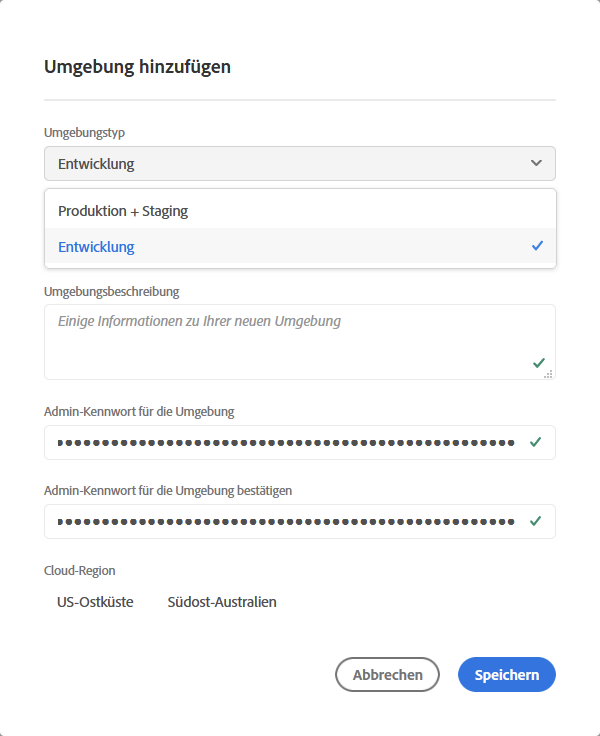 Umgebung hinzufügen
Umgebungstyp
Entwicklung
Produktion + Staging
Entwicklung
Umgebungsbeschreibung
Einige Informationen zu Ihrer neuen Umgebung
Admin-Kennwort für die Umgebung
Admin-Kennwort für die Umgebung bestätigen
Cloud-Region
US-Ostküste Südost-Australien
Abbrechen Speichern